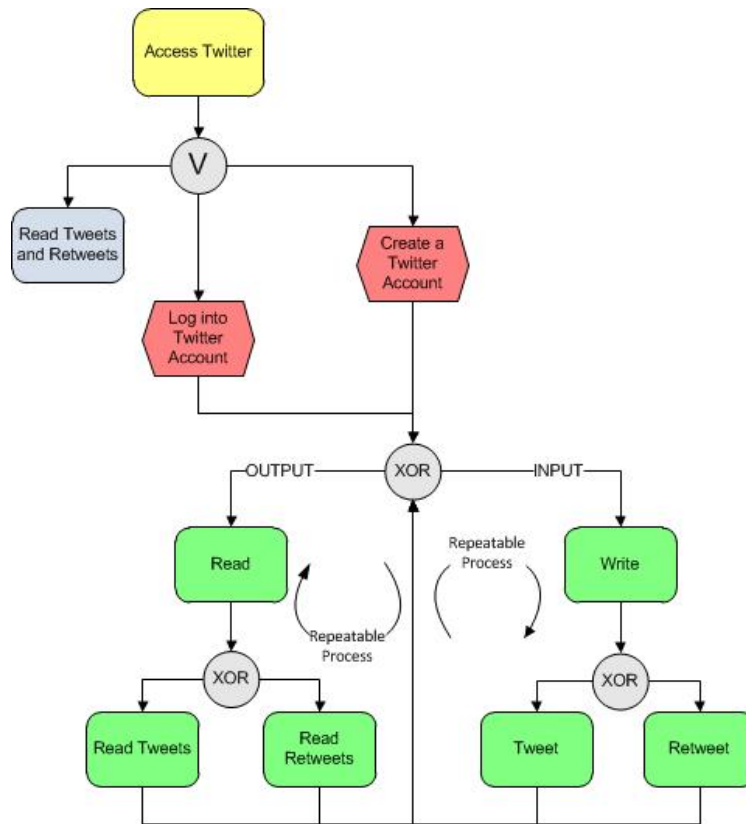 Access Twitter
V
Read Tweets
and Retweets
Create a
Twitter
Account
Log into
Twitter
Account
OUTPUT
XOR
INPUT
Read
Repeatable
Process
Write
Repeatable
Process
XOR
XOR
Read Tweets
Read
Retweets
Tweet
Retweet